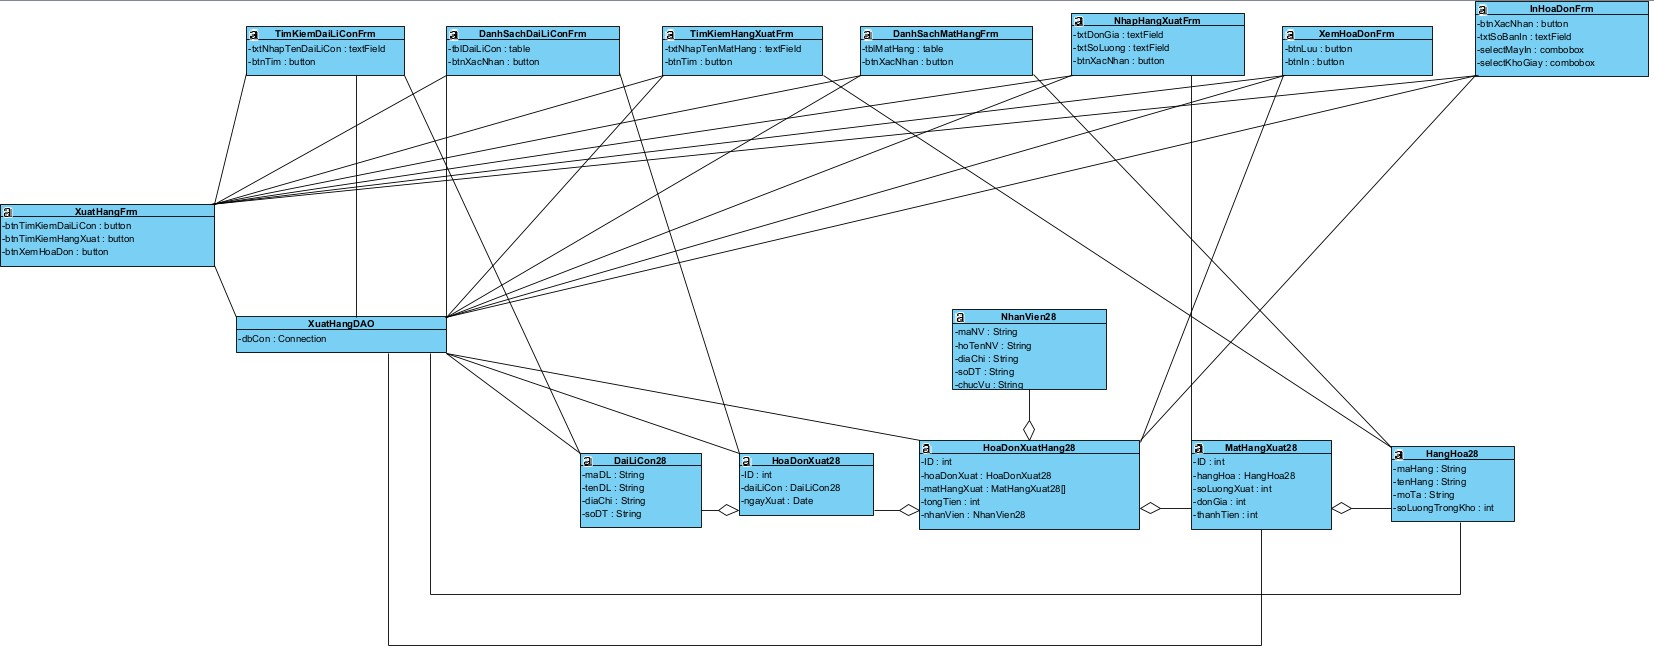 TimKiemDaiLiConFrm
-txtNhapTenDaiLiCon : textField
-btnTim : button
DanhSachDaiLiConFrm
-tblDaiLiCon : table
-btnXacNhan : button
TimKiemHangXuatFrm
-txtNhapTenMatHang : textField
-btnTim : button
DanhSachMatHangFrm
-tblMatHang : table
-btnXacNhan : button
NhapHangXuatFrm
-txtDonGia : textField
-txtSoLuong : textField
-btnXacNhan : button
XemHoaDonFrm
-btnLuu : button
-btnIn : button
InHoaDonFrm
-btnXacNhan : button
-txtSoBanIn : textField
-selectMayIn : combobox
-selectKhoGiay : combobox
XuatHangFrm
-btnTimKiemDaiLiCon : button
-btnTimKiemHangXuat : button
-btnXemHoaDon : button
XuatHangDAO
-dbCon : Connection
NhanVien28
-maNV : String
-hoTenNV : String
-diaChi : String
-soDT : String
-chucVu : String
DaiLiCon28
-maDL : String
-tenDL : String
-diaChi : String
-soDT : String
HoaDonXuat28
-ID : int
-daiLiCon : DaiLiCon28
-ngayXuat : Date
HoaDonXuatHang28
-ID : int
-hoaDonXuat : HoaDonXuat28
-matHangXuat : MatHangXuat28[]
-tongTien : int
-nhanVien : NhanVien28
MatHangXuat28
-ID : int
-hangHoa : HangHoa28
-soLuongXuat : int
-donGia : int
-thanhTien : int
HangHoa28
-maHang : String
-tenHang : String
-moTa : String
-soLuongTrongKho : int